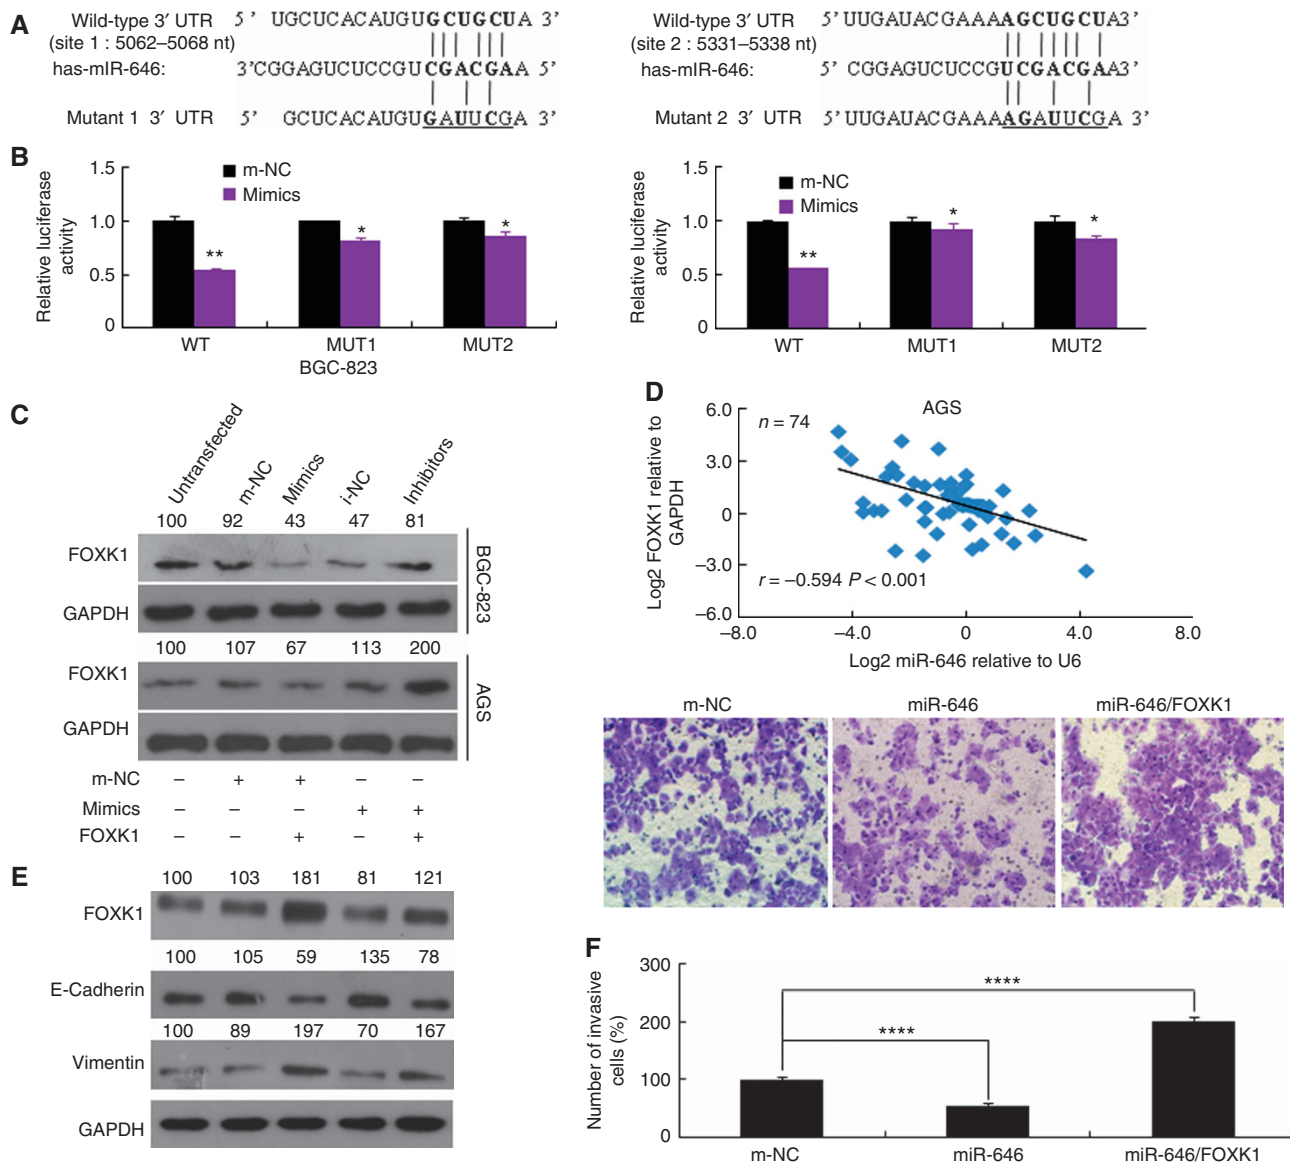 A
Wild-type 3′ UTR 5’ UGCUCACAUGUGCUGCUA 3’
(site 1 : 5062–5068 nt)
has-miR-646: 3’CGGAGUCUCCGUCGACGAA 5’
Mutant 1 3′ UTR 5’ GCUCACAUGUGAUUCGA 3’
Wild-type 3′ UTR 5’UUGAUACGAAAAAGCUGCUA3’
(site 2 : 5331–5338 nt)
has-miR-646: 5’ CGGAGUCUCCGUCGACGAA3’
Mutant 2 3′ UTR 5’UUGAUACGAAAAAGAUUCGA 3’
B
Relative luciferase
activity
1.5
1.0
0.5
0
m-NC
Mimics
** * *
WT MUT1 MUT2
BGC-823
Relative luciferase
activity
1.5
1.0
0.5
0
m-NC
Mimics
** * *
WT MUT1 MUT2
AGS
C
Untransfected m-NC Mimics i-NC Inhibitors
100 92 43 47 81
FOXK1
GAPDH
BGC-823
100 107 67 113 200
FOXK1
GAPDH
AGS
D
Log2 FOXK1 relative to
GAPDH
6.0
3.0
0
–3.0
–6.0
n = 74
r = –0.594 P < 0.001
–8.0 –4.0 0 4.0 8.0
Log2 miR-646 relative to U6
m-NC – + + – –
Mimics – – – + +
FOXK1 – – + – +
E
100 103 181 81 121
FOXK1
100 105 59 135 78
E-Cadherin
100 89 197 70 167
Vimentin
GAPDH
m-NC miR-646 miR-646/FOXK1
F
Number of invasive
cells (%)
300
200
100
0
****
****
m-NC miR-646 miR-646/FOXK1